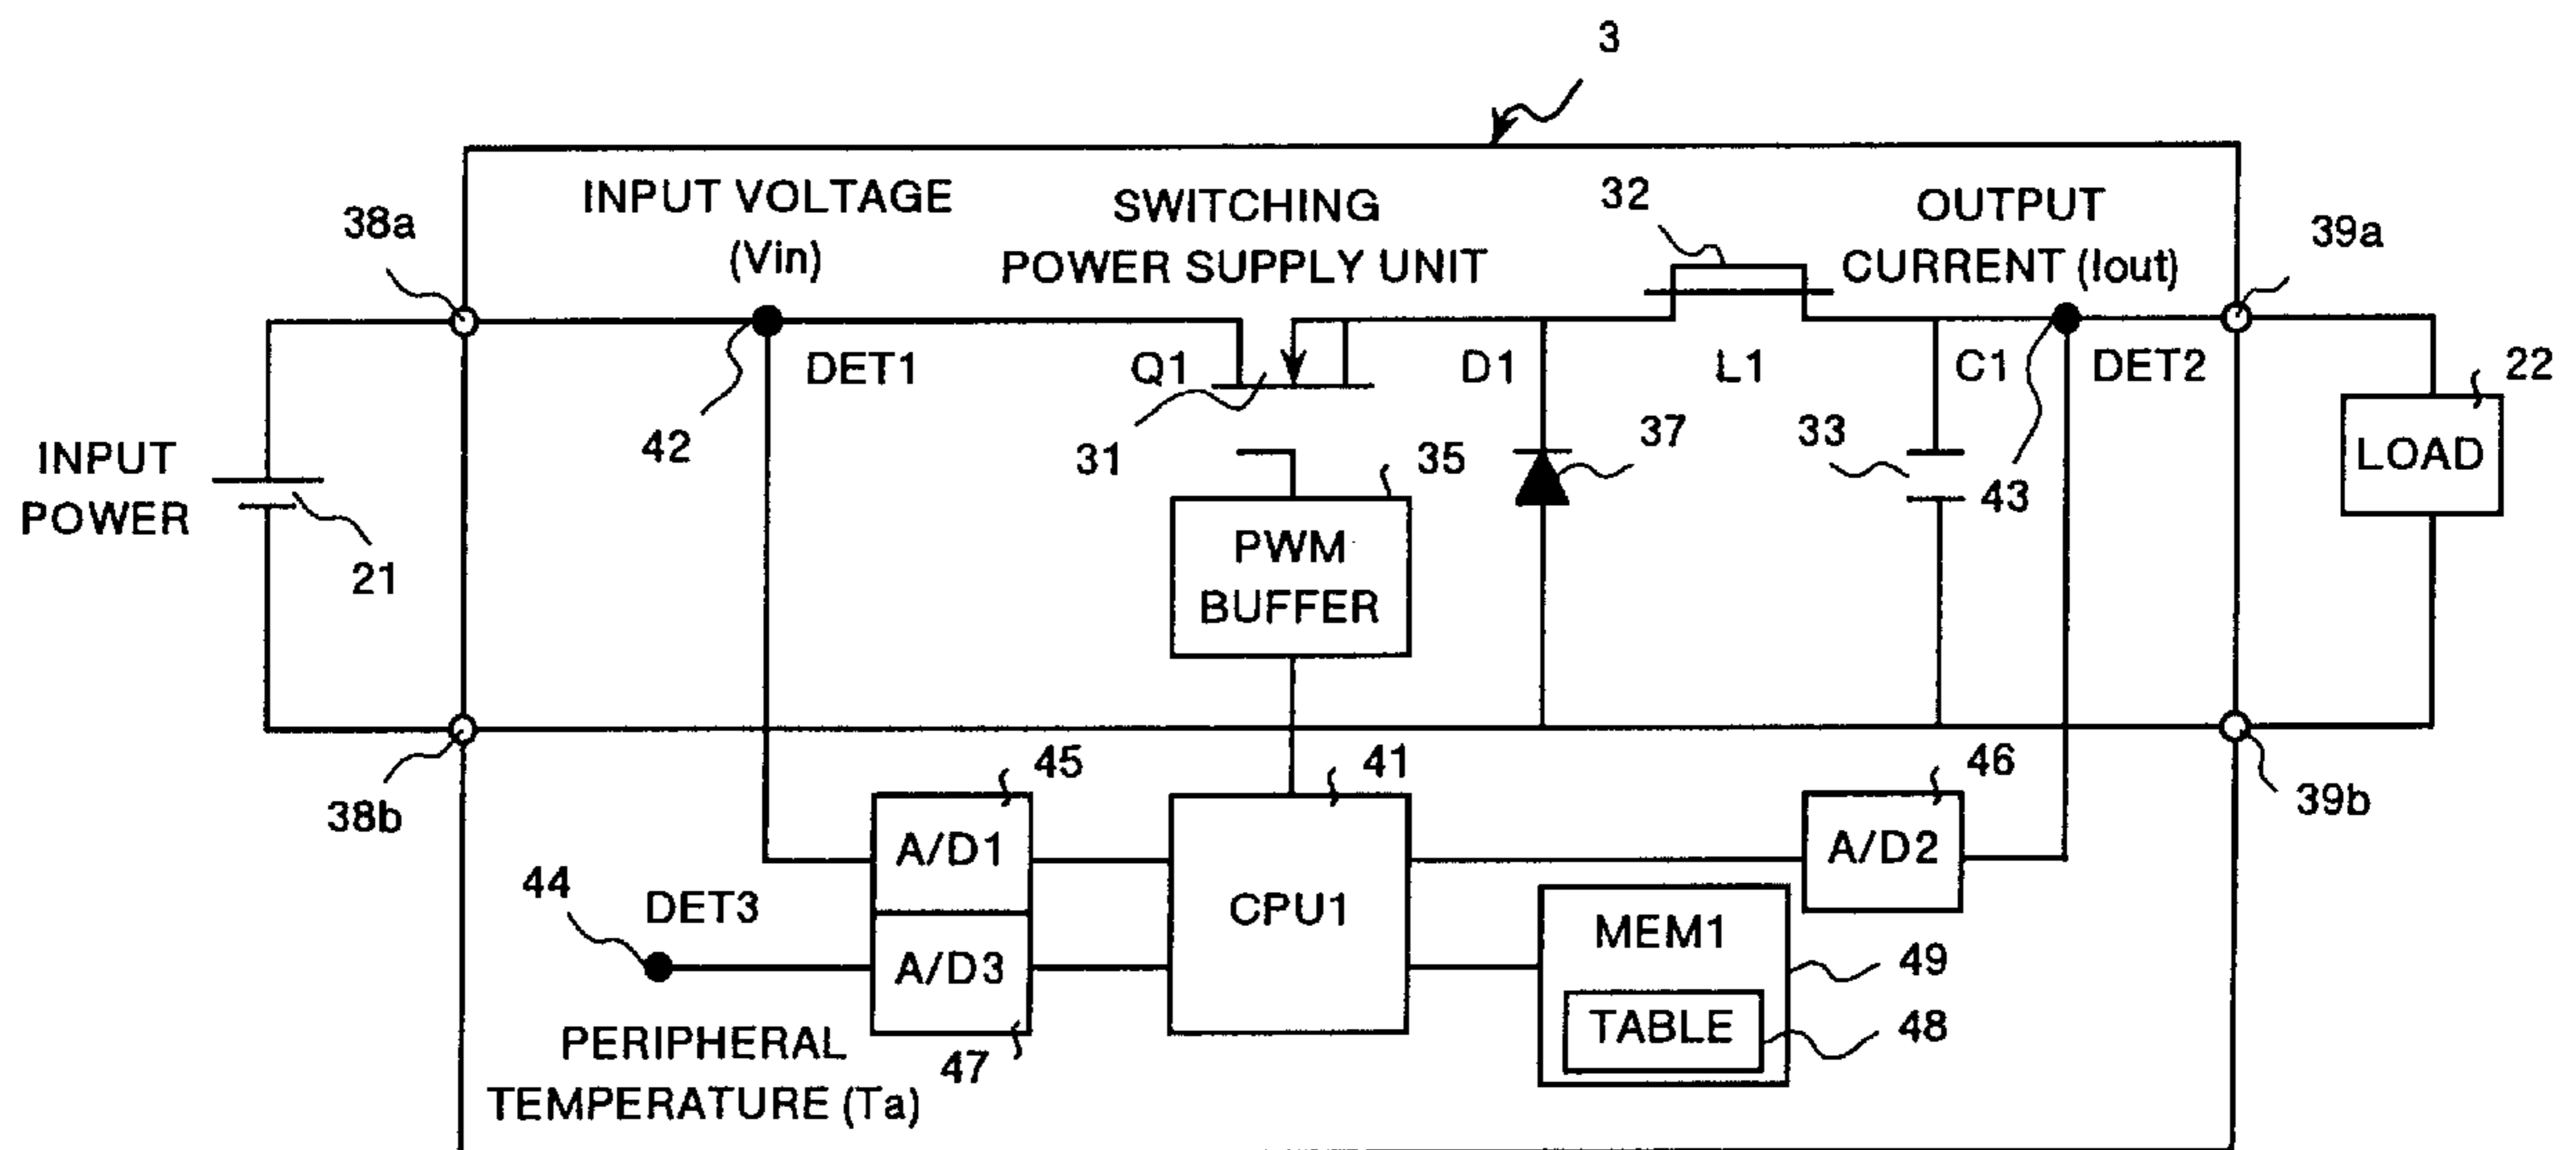 3
INPUT VOLTAGE
(Vin)
SWITCHING
POWER SUPPLY UNIT
32
OUTPUT
CURRENT (Iout)
38a
39a
DET1
Q1
D1
L1
C1
DET2
22
LOAD
42
31
35
37
33
43
INPUT
POWER
21
PWM
BUFFER
38b
39b
45
41
46
A/D1
A/D2
CPU1
44
DET3
A/D3
47
MEM1
49
TABLE
48
PERIPHERAL
TEMPERATURE (Ta)